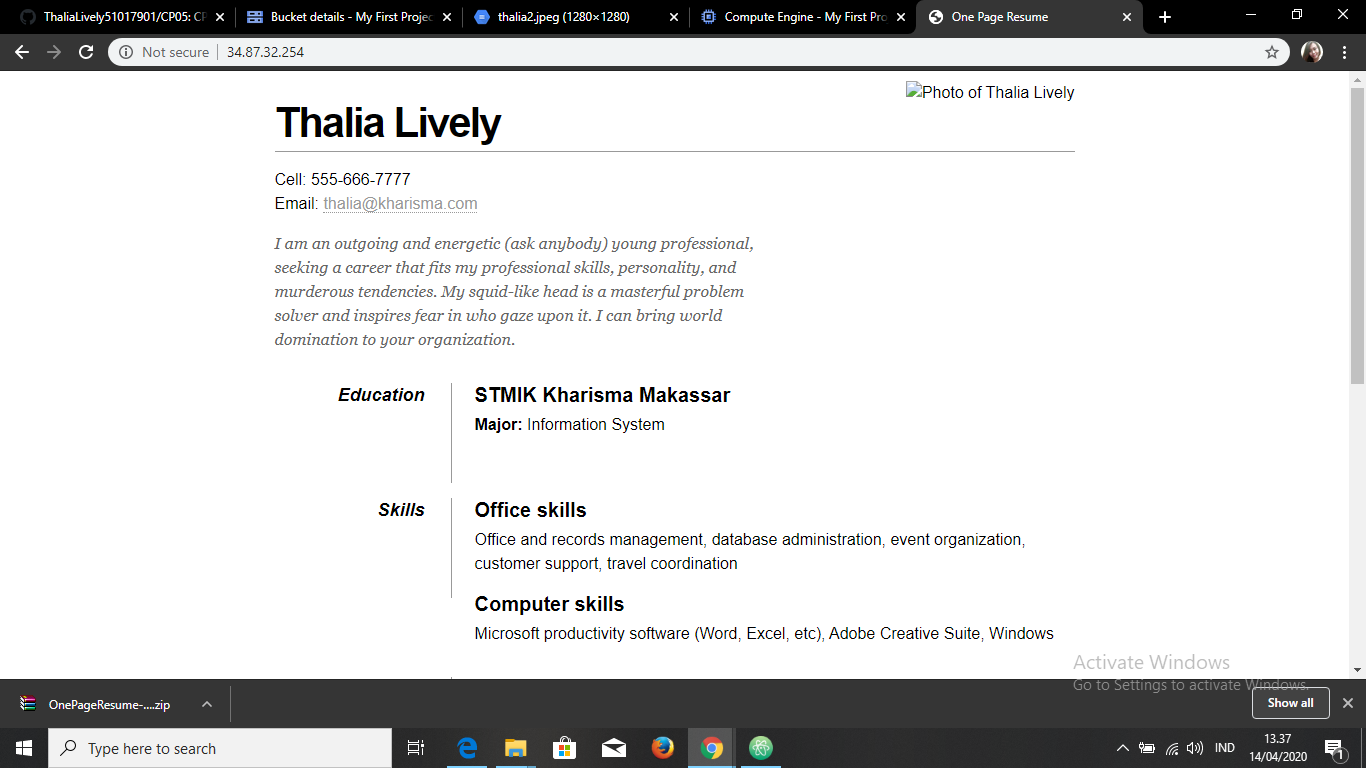 ThaliaLively51017901/CP05: CP
Bucket details - My First Projec
thalia2.jpeg (1280×1280)
Compute Engine - My First Pro
One Page Resume
Not secure
34.87.32.254
Photo of Thalia Lively
Thalia Lively
Cell: 555-666-7777
Email: thalia@kharisma.com
I am an outgoing and energetic (ask anybody) young professional,
seeking a career that fits my professional skills, personality, and
murderous tendencies. My squid-like head is a masterful problem
solver and inspires fear in who gaze upon it. I can bring world
domination to your organization.
Education
STMIK Kharisma Makassar
Major: Information System
Skills
Office skills
Office and records management, database administration, event organization,
customer support, travel coordination
Computer skills
Microsoft productivity software (Word, Excel, etc), Adobe Creative Suite, Windows
Activate Windows
Go to Settings to activate Windows.
OnePageResume-....zip
Show all
Type here to search
IND
13.37
14/04/2020
1